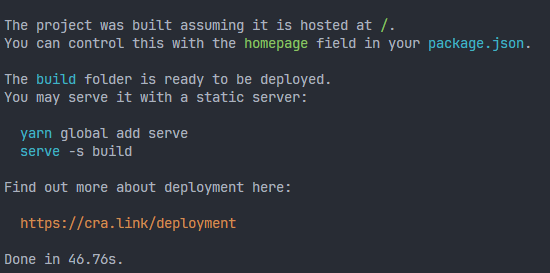 The project was built assuming it is hosted at /.
You can control this with the homepage field in your package.json.
The build folder is ready to be deployed.
You may serve it with a static server:
yarn global add serve
serve -s build
Find out more about deployment here:
https://cra.link/deployment
Done in 46.76s.